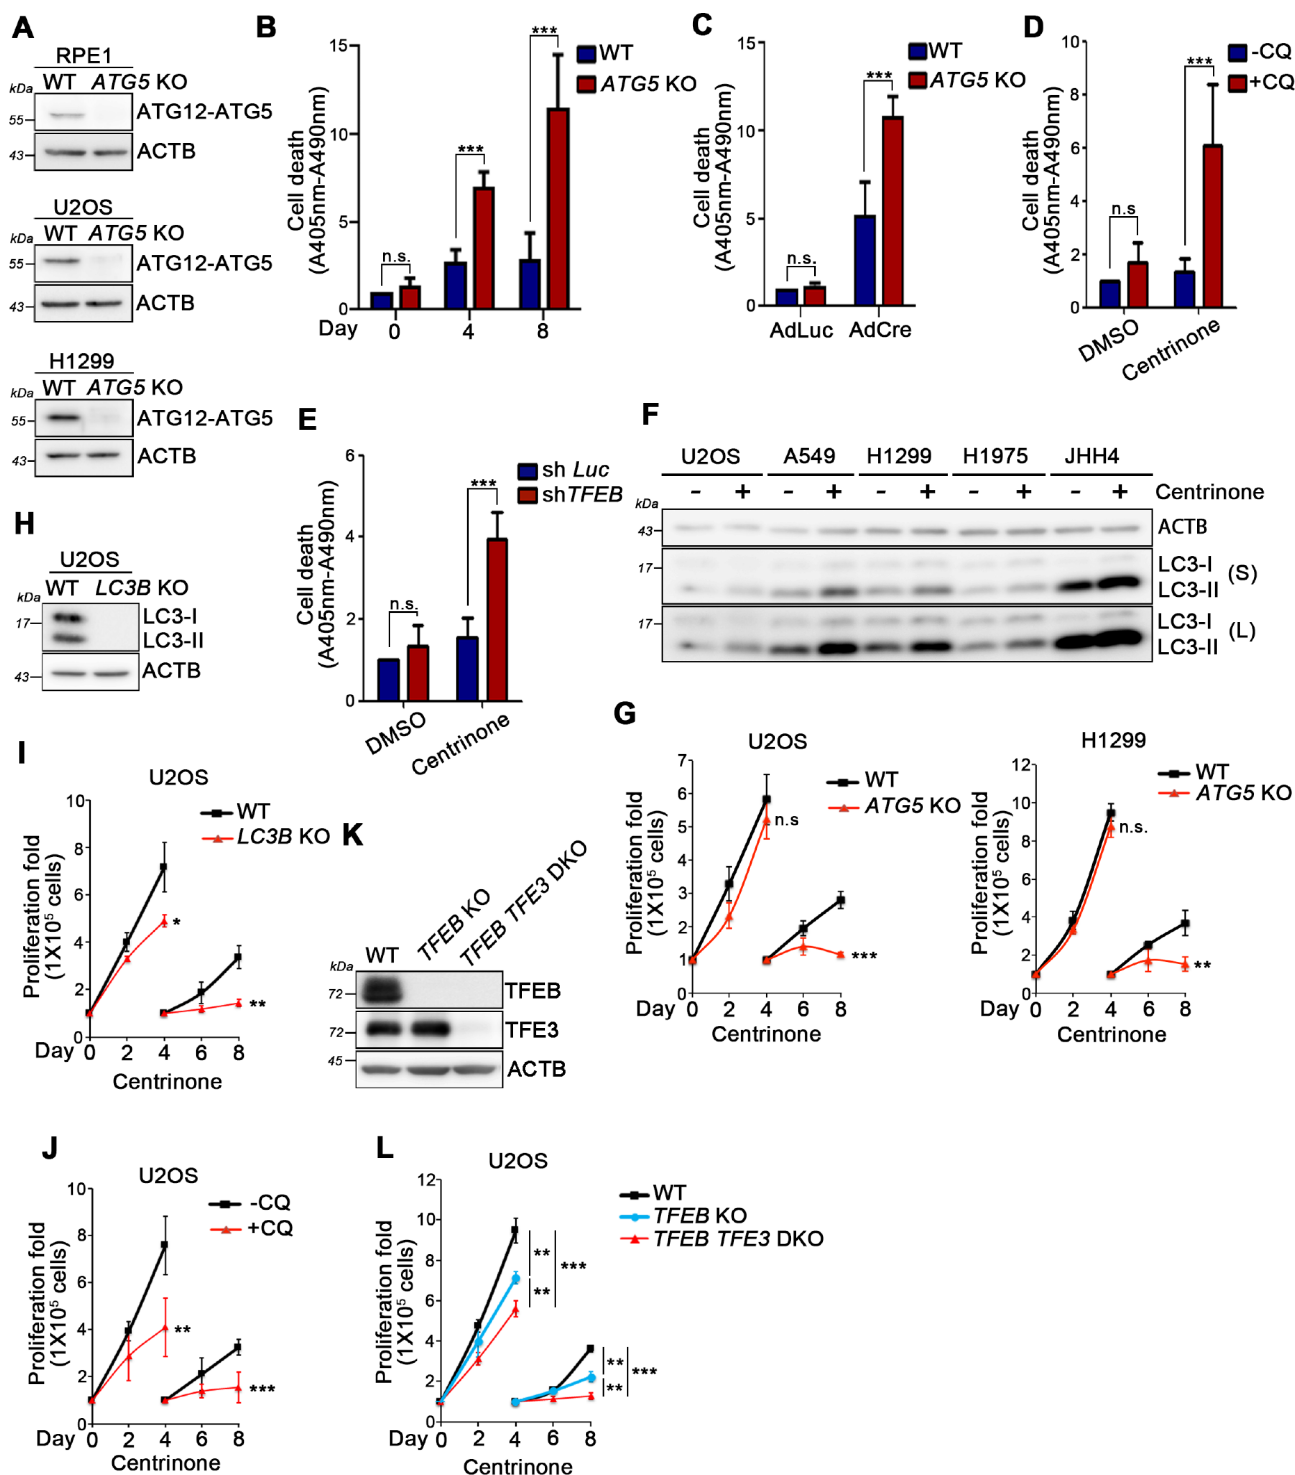 A
RPE1
WT ATG5 KO
kDa
55
ATG12-ATG5
43
ACTB
U2OS
WT ATG5 KO
kDa
55
ATG12-ATG5
43
ACTB
H1299
WT ATG5 KO
kDa
55
ATG12-ATG5
43
ACTB
B
WT
ATG5 KO
Cell death
(A405nm-A490nm)
15
10
5
0
n.s.
***
***
Day 0 4 8
C
WT
ATG5 KO
Cell death
(A405nm-A490nm)
15
10
5
0
n.s.
***
AdLuc AdCre
D
-CQ
+CQ
Cell death
(A405nm-A490nm)
10
8
6
4
2
0
n.s
***
DMSO
Centrinone
E
sh Luc
shTFEB
Cell death
(A405nm-A490nm)
6
4
2
0
n.s.
***
DMSO
Centrinone
F
U2OS A549 H1299 H1975 JHH4
- + - + - + - + - + Centrinone
kDa
43
ACTB
17
LC3-I
LC3-II
(S)
17
LC3-I
LC3-II
(L)
G
U2OS
WT
ATG5 KO
Proliferation fold
(1X10⁵ cells)
7
6
5
4
3
2
1
0
n.s
***
0 2 4 6 8
Centrinone
H1299
WT
ATG5 KO
Proliferation fold
(1X10⁵ cells)
12
10
8
6
4
2
0
n.s.
**
0 2 4 6 8
Centrinone
H
U2OS
WT LC3B KO
kDa
17
LC3-I
LC3-II
43
ACTB
I
U2OS
WT
LC3B KO
Proliferation fold
(1X10⁵ cells)
10
8
6
4
2
0
*
**
Day 0 2 4 6 8
Centrinone
K
WT
TFEB KO
TFEB TFE3 DKO
kDa
72
TFEB
72
TFE3
45
ACTB
J
U2OS
-CQ
+CQ
Proliferation fold
(1X10⁵ cells)
10
8
6
4
2
0
**
***
Day 0 2 4 6 8
Centrinone
L
U2OS
WT
TFEB KO
TFEB TFE3 DKO
Proliferation fold
(1X10⁵ cells)
12
10
8
6
4
2
0
**
**
***
**
**
***
Day 0 2 4 6 8
Centrinone